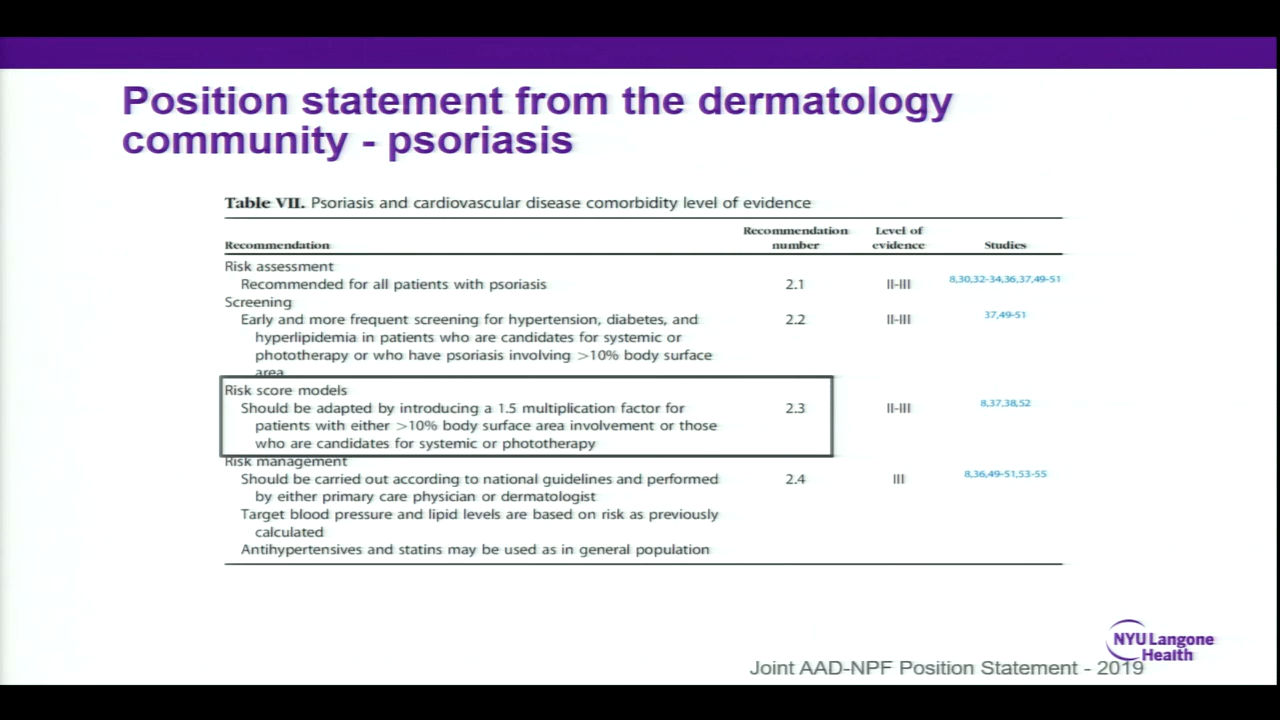 Position statement from the dermatology
community - psoriasis
Table VII. Psoriasis and cardiovascular disease comorbidity level of evidence
Recommendation Recommendation number Level of evidence Studies
Risk assessment
Recommended for all patients with psoriasis 2.1 II-III 8,30,32-34,36,37,49-51
Screening
Early and more frequent screening for hypertension, diabetes, and 2.2 II-III 37,49-51
hyperlipidemia in patients who are candidates for systemic or
phototherapy or who have psoriasis involving >10% body surface
area
Risk score models
Should be adapted by introducing a 1.5 multiplication factor for 2.3 II-III 8,37,38,52
patients with either >10% body surface area involvement or those
who are candidates for systemic or phototherapy
Risk management
Should be carried out according to national guidelines and performed 2.4 III 8,36,49-51,53-55
by either primary care physician or dermatologist
Target blood pressure and lipid levels are based on risk as previously
calculated
Antihypertensives and statins may be used as in general population
NYU Langone
Health
Joint AAD-NPF Position Statement - 2019